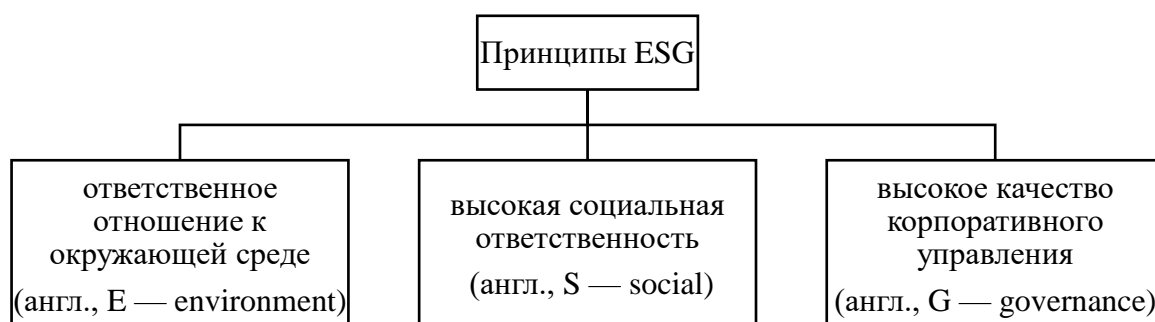 Принципы ESG
ответственное
отношение к
окружающей среде
(англ., E — environment)
высокая социальная
ответственность
(англ., S — social)
высокое качество
корпоративного
управления
(англ., G — governance)